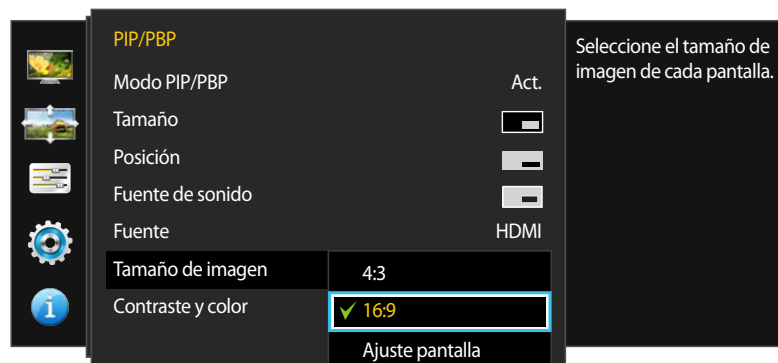 PIP/PBP
Modo PIP/PBP Act.
Tamaño
Posición
Fuente de sonido
Fuente HDMI
Tamaño de imagen 4:3
Contraste y color 16:9
Ajuste pantalla
Seleccione el tamaño de
imagen de cada pantalla.